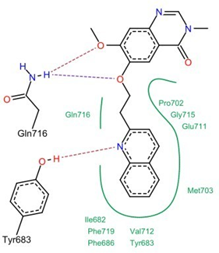 N
N
O
O
N
H
H
O
O
Gln716
Gln716
Pro702
Gly715
Glu711
O
H
N
Met703
Ile682
Phe719 Val712
Phe686 Tyr683
Tyr683